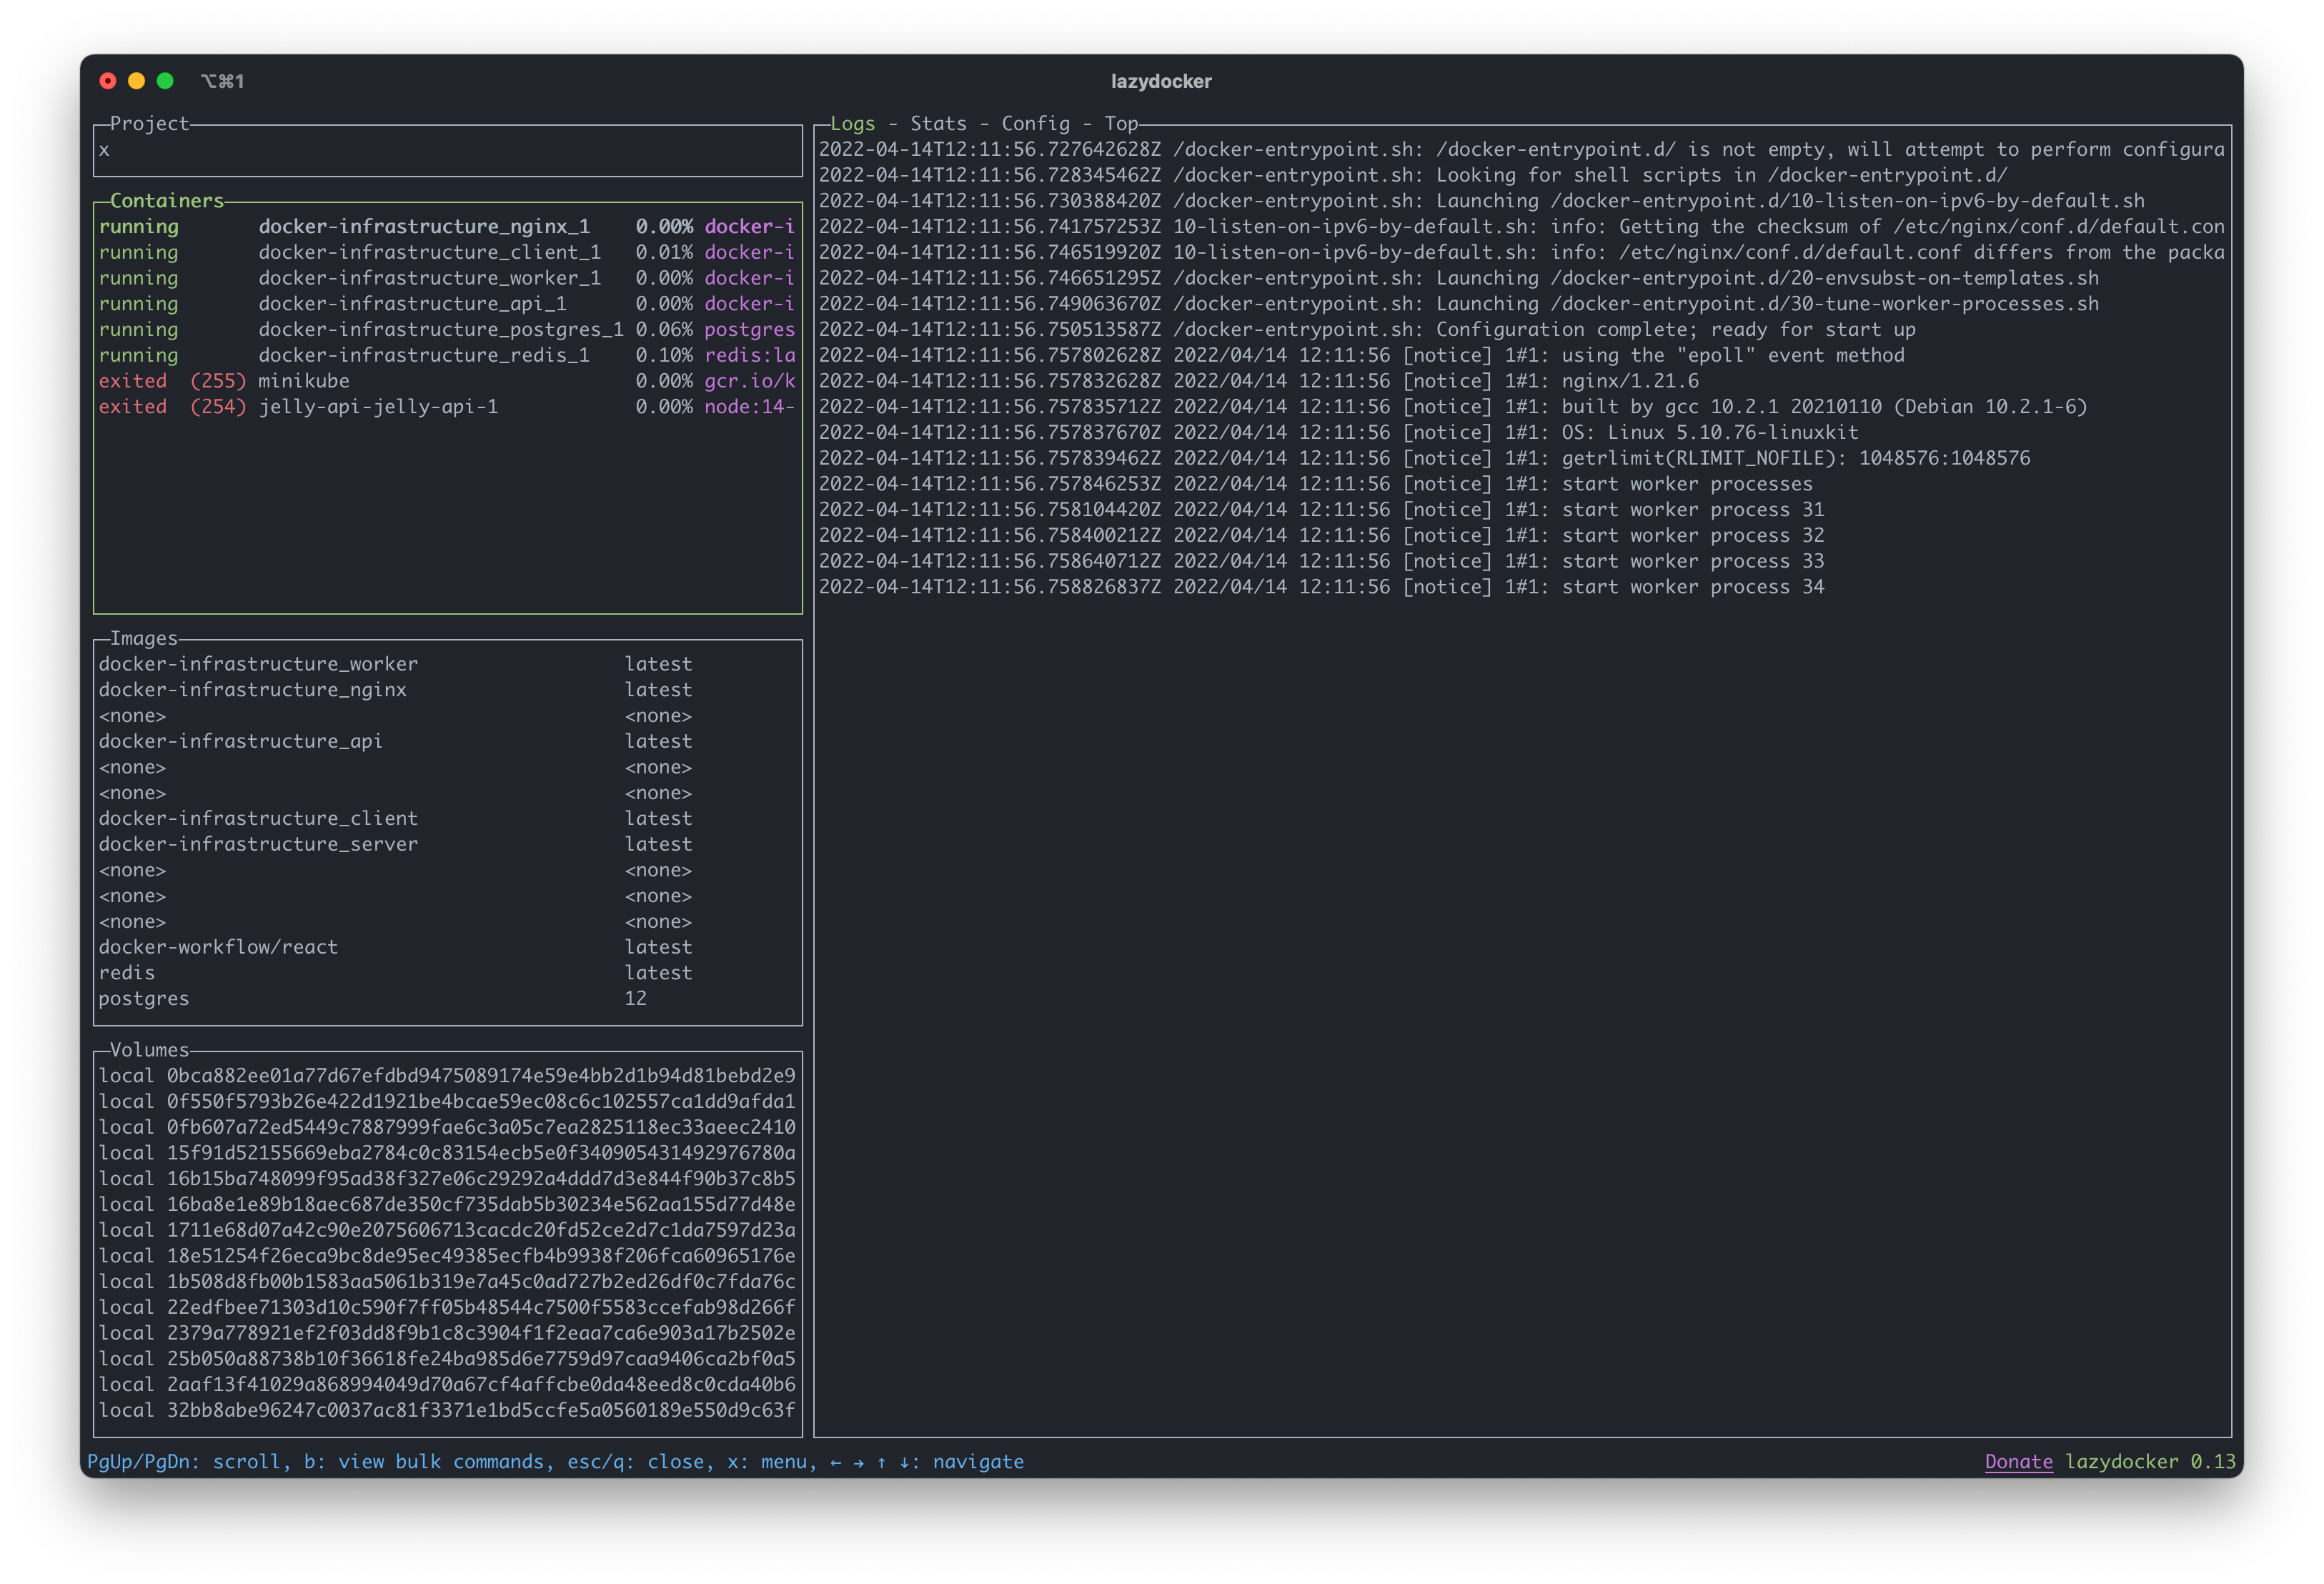 ⌥⌘1 lazydocker
Project
x
Containers
running docker-infrastructure_nginx_1 0.00% docker-i
running docker-infrastructure_client_1 0.01% docker-i
running docker-infrastructure_worker_1 0.00% docker-i
running docker-infrastructure_api_1 0.00% docker-i
running docker-infrastructure_postgres_1 0.06% postgres
running docker-infrastructure_redis_1 0.10% redis:la
exited (255) minikube 0.00% gcr.io/k
exited (254) jelly-api-jelly-api-1 0.00% node:14-
Images
docker-infrastructure_worker latest
docker-infrastructure_nginx latest
<none> <none>
docker-infrastructure_api latest
<none> <none>
<none> <none>
docker-infrastructure_client latest
docker-infrastructure_server latest
<none> <none>
<none> <none>
<none> <none>
docker-workflow/react latest
redis latest
postgres 12
Volumes
local 0bca882ee01a77d67efdbd9475089174e59e4bb2d1b94d81bebd2e9
local 0f550f5793b26e422d1921be4bcae59ec08c6c102557ca1dd9afda1
local 0fb607a72ed5449c7887999fae6c3a05c7ea2825118ec33aeec2410
local 15f91d52155669eba2784c0c83154ecb5e0f340905431492976780a
local 16b15ba748099f95ad38f327e06c29292a4ddd7d3e844f90b37c8b5
local 16ba8e1e89b18aec687de350cf735dab5b30234e562aa155d77d48e
local 1711e68d07a42c90e2075606713cacdc20fd52ce2d7c1da7597d23a
local 18e51254f26eca9bc8de95ec49385ecfb4b9938f206fca60965176e
local 1b508d8fb00b1583aa5061b319e7a45c0ad727b2ed26df0c7fda76c
local 22edfbee71303d10c590f7ff05b48544c7500f5583ccefab98d266f
local 2379a778921ef2f03dd8f9b1c8c3904f1f2eaa7ca6e903a17b2502e
local 25b050a88738b10f36618fe24ba985d6e7759d97caa9406ca2bf0a5
local 2aaf13f41029a868994049d70a67cf4affcbe0da48eed8c0cda40b6
local 32bb8abe96247c0037ac81f3371e1bd5ccfe5a0560189e550d9c63f
Logs - Stats - Config - Top
2022-04-14T12:11:56.727642628Z /docker-entrypoint.sh: /docker-entrypoint.d/ is not empty, will attempt to perform configura
2022-04-14T12:11:56.728345462Z /docker-entrypoint.sh: Looking for shell scripts in /docker-entrypoint.d/
2022-04-14T12:11:56.730388420Z /docker-entrypoint.sh: Launching /docker-entrypoint.d/10-listen-on-ipv6-by-default.sh
2022-04-14T12:11:56.741757253Z 10-listen-on-ipv6-by-default.sh: info: Getting the checksum of /etc/nginx/conf.d/default.con
2022-04-14T12:11:56.746519920Z 10-listen-on-ipv6-by-default.sh: info: /etc/nginx/conf.d/default.conf differs from the packa
2022-04-14T12:11:56.746651295Z /docker-entrypoint.sh: Launching /docker-entrypoint.d/20-envsubst-on-templates.sh
2022-04-14T12:11:56.749063670Z /docker-entrypoint.sh: Launching /docker-entrypoint.d/30-tune-worker-processes.sh
2022-04-14T12:11:56.750513587Z /docker-entrypoint.sh: Configuration complete; ready for start up
2022-04-14T12:11:56.757802628Z 2022/04/14 12:11:56 [notice] 1#1: using the "epoll" event method
2022-04-14T12:11:56.757832628Z 2022/04/14 12:11:56 [notice] 1#1: nginx/1.21.6
2022-04-14T12:11:56.757835712Z 2022/04/14 12:11:56 [notice] 1#1: built by gcc 10.2.1 20210110 (Debian 10.2.1-6)
2022-04-14T12:11:56.757837670Z 2022/04/14 12:11:56 [notice] 1#1: OS: Linux 5.10.76-linuxkit
2022-04-14T12:11:56.757839462Z 2022/04/14 12:11:56 [notice] 1#1: getrlimit(RLIMIT_NOFILE): 1048576:1048576
2022-04-14T12:11:56.757846253Z 2022/04/14 12:11:56 [notice] 1#1: start worker processes
2022-04-14T12:11:56.758104420Z 2022/04/14 12:11:56 [notice] 1#1: start worker process 31
2022-04-14T12:11:56.758400212Z 2022/04/14 12:11:56 [notice] 1#1: start worker process 32
2022-04-14T12:11:56.758640712Z 2022/04/14 12:11:56 [notice] 1#1: start worker process 33
2022-04-14T12:11:56.758826837Z 2022/04/14 12:11:56 [notice] 1#1: start worker process 34
PgUp/PgDn: scroll, b: view bulk commands, esc/q: close, x: menu, ← → ↑ ↓: navigate Donate lazydocker 0.13